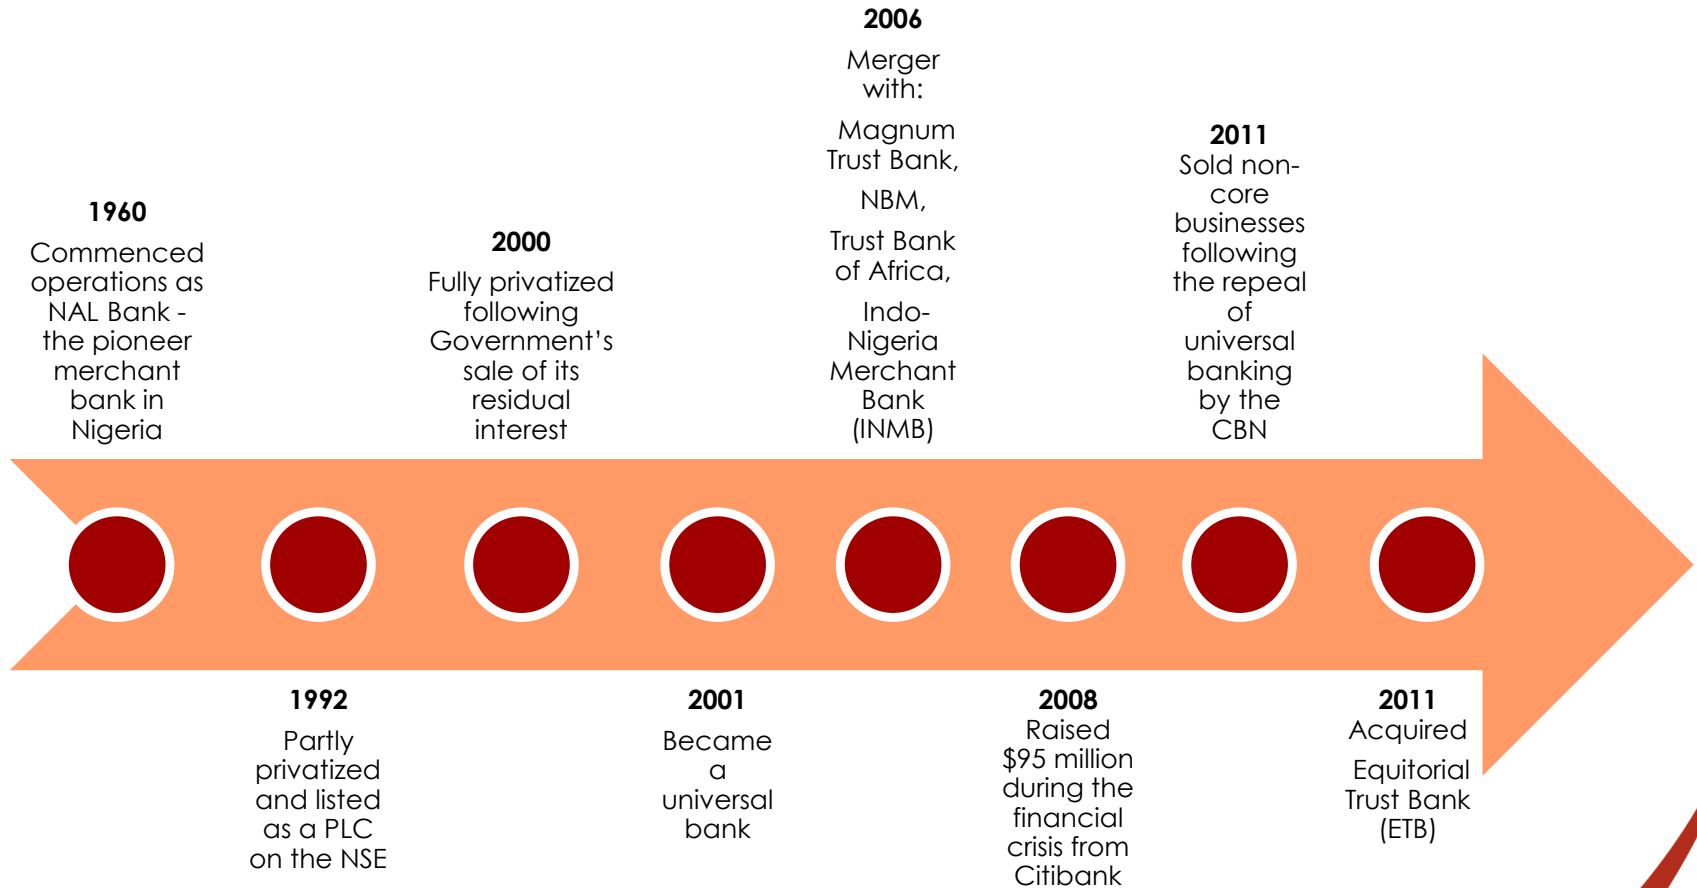 1960
Commenced
operations as
NAL Bank -
the pioneer
merchant
bank in
Nigeria
1992
Partly
privatized
and listed
as a PLC
on the NSE
2000
Fully privatized
following
Government’s
sale of its
residual
interest
2001
Became
a
universal
bank
2006
Merger
with:
Magnum
Trust Bank,
NBM,
Trust Bank
of Africa,
Indo-
Nigeria
Merchant
Bank
(INMB)
2008
Raised
$95 million
during the
financial
crisis from
Citibank
2011
Sold non-
core
businesses
following
the repeal
of
universal
banking
by the
CBN
2011
Acquired
Equitorial
Trust Bank
(ETB)